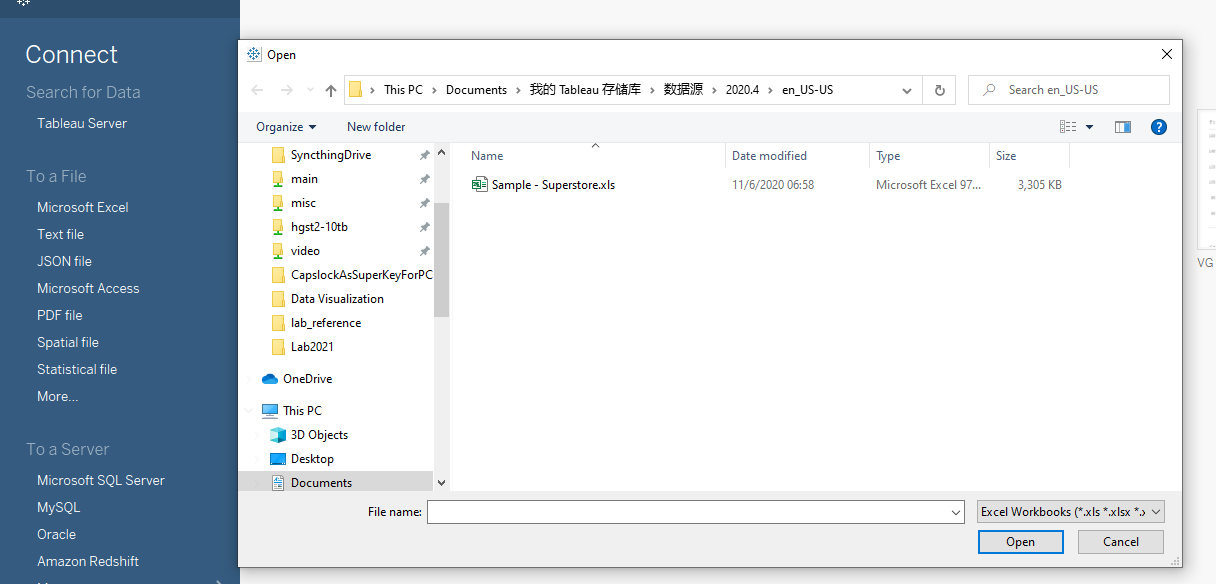 Connect
Search for Data
Tableau Server
To a File
Microsoft Excel
Text file
JSON file
Microsoft Access
PDF file
Spatial file
Statistical file
More...
To a Server
Microsoft SQL Server
MySQL
Oracle
Amazon Redshift
Open
This PC › Documents › 我的 Tableau 存储库 › 数据源 › 2020.4 › en_US-US
Search en_US-US
Organize New folder
SyncthingDrive
main
misc
hgst2-10tb
video
CapslockAsSuperKeyForPC
Data Visualization
lab_reference
Lab2021
OneDrive
This PC
3D Objects
Desktop
Documents
Name Date modified Type Size
Sample - Superstore.xls 11/6/2020 06:58 Microsoft Excel 97... 3,305 KB
File name: Excel Workbooks (*.xls *.xlsx *.x
Open Cancel
VG